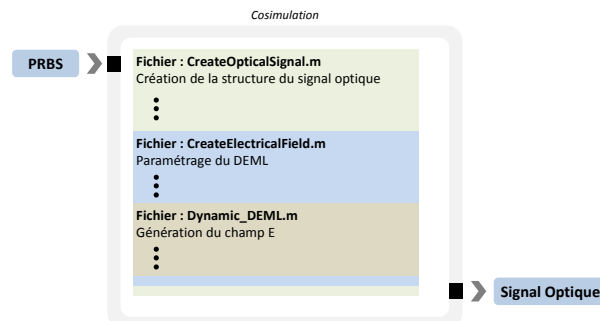 Cosimulation
PRBS
Fichier : CreateOpticalSignal.m
Création de la structure du signal optique
Fichier : CreateElectricalField.m
Paramétrage du DEML
Fichier : Dynamic_DEML.m
Génération du champ E
Signal Optique